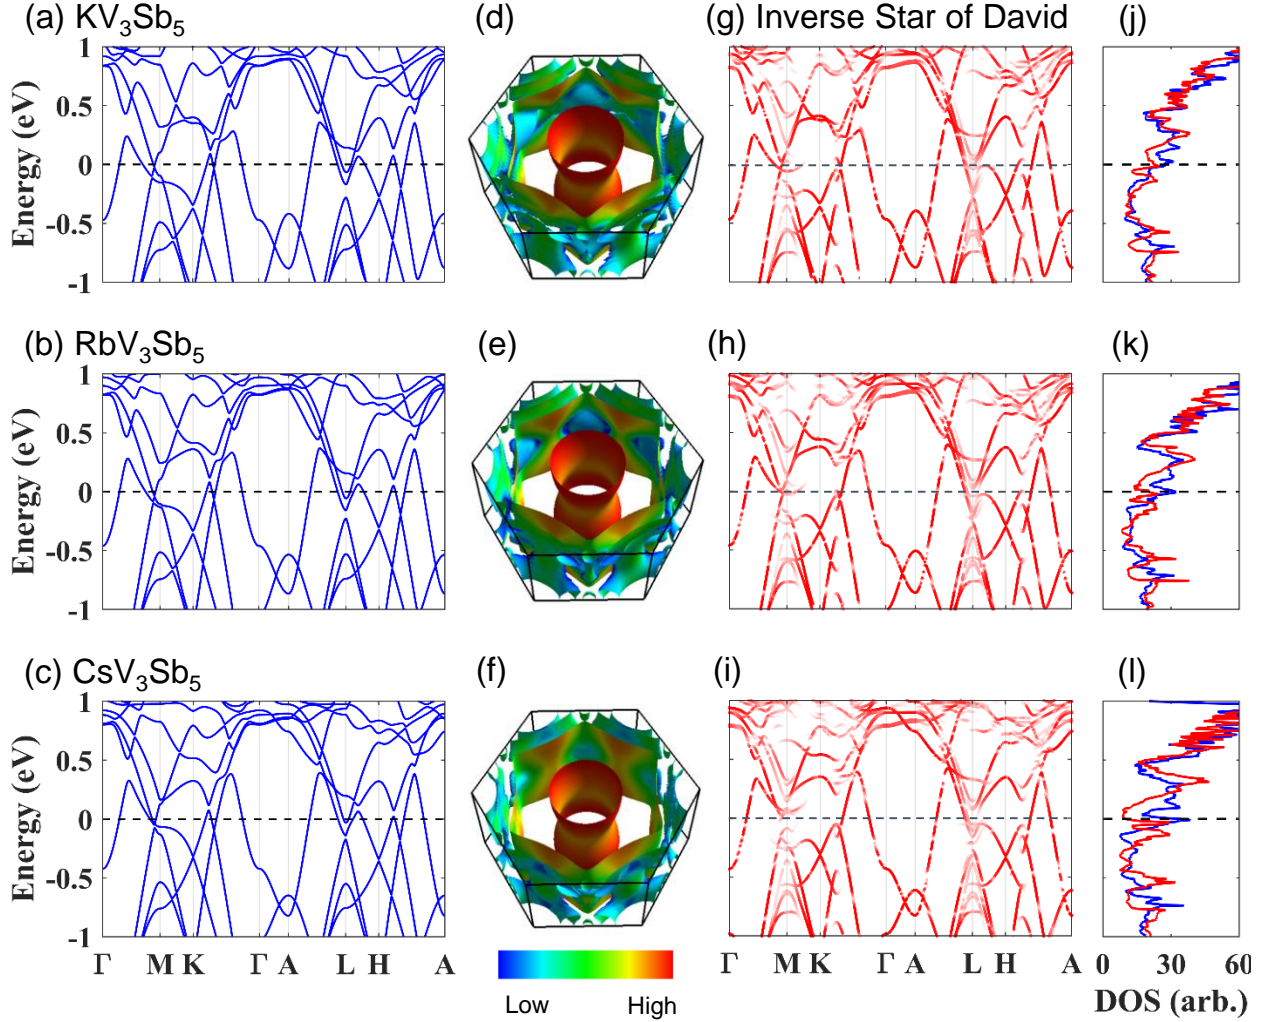 (a) KV₃Sb₅ (d) (g) Inverse Star of David (j)
1
0.5
0
-0.5
-1
Energy (eV)
(b) RbV₃Sb₅ (e) (h) (k)
1
0.5
0
-0.5
-1
Energy (eV)
(c) CsV₃Sb₅ (f) (i) (l)
1
0.5
0
-0.5
-1
Energy (eV)
Γ M K Γ A L H A
Low High
Γ M K Γ A L H A
0 30 60
DOS (arb.)